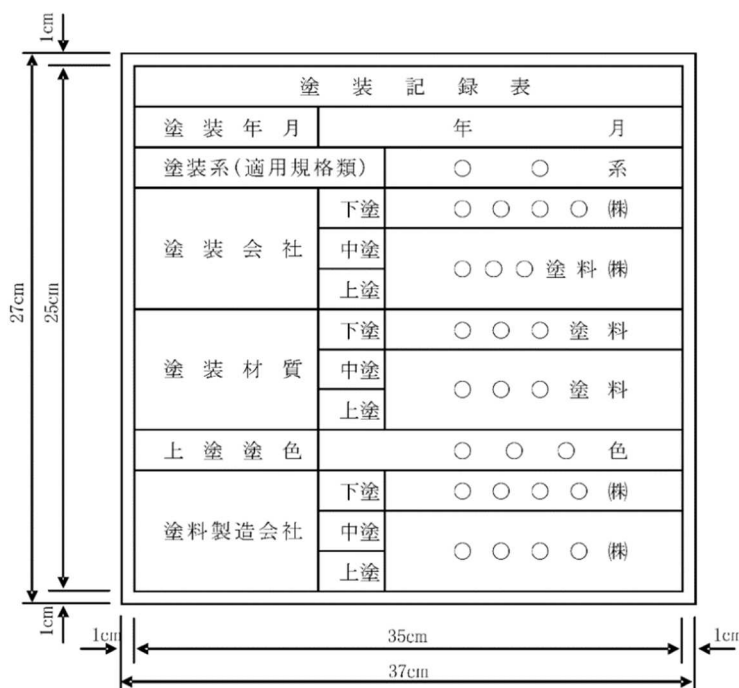 1cm
塗装記録表
塗装年月 年 月
塗装系(適用規格類) ○ ○ 系
下塗 ○ ○ ○ ○ ㈱
塗装会社 中塗 ○ ○ ○ 塗料㈱
上塗
下塗 ○ ○ ○ 塗料
塗装材質 中塗 ○ ○ ○ 塗料
上塗
上塗塗色 ○ ○ ○ 色
下塗 ○ ○ ○ ○ ㈱
塗料製造会社 中塗 ○ ○ ○ ○ ㈱
上塗
27cm
25cm
1cm
1cm
35cm
1cm
37cm